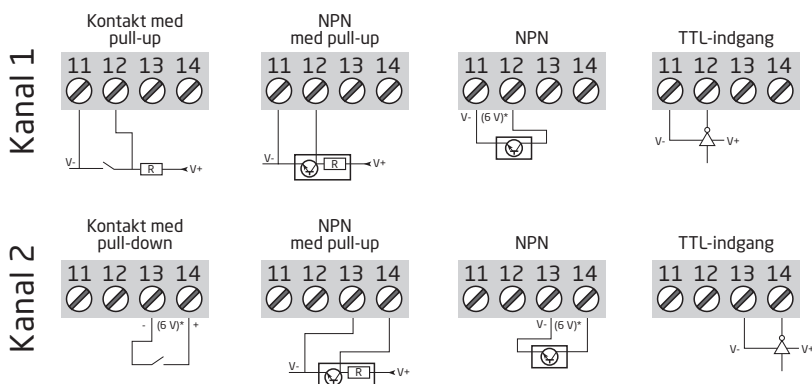 Kanal 1
Kontakt med
pull-up
11 12 13 14
V-
R
V+
NPN
med pull-up
11 12 13 14
V-
R
V+
NPN
11 12 13 14
V- (6 V)*
TTL-indgang
11 12 13 14
V-
V+
Kanal 2
Kontakt med
pull-down
11 12 13 14
- (6 V)* +
NPN
med pull-up
11 12 13 14
V-
R
V+
NPN
11 12 13 14
V- (6 V)*
TTL-indgang
11 12 13 14
V-
V+